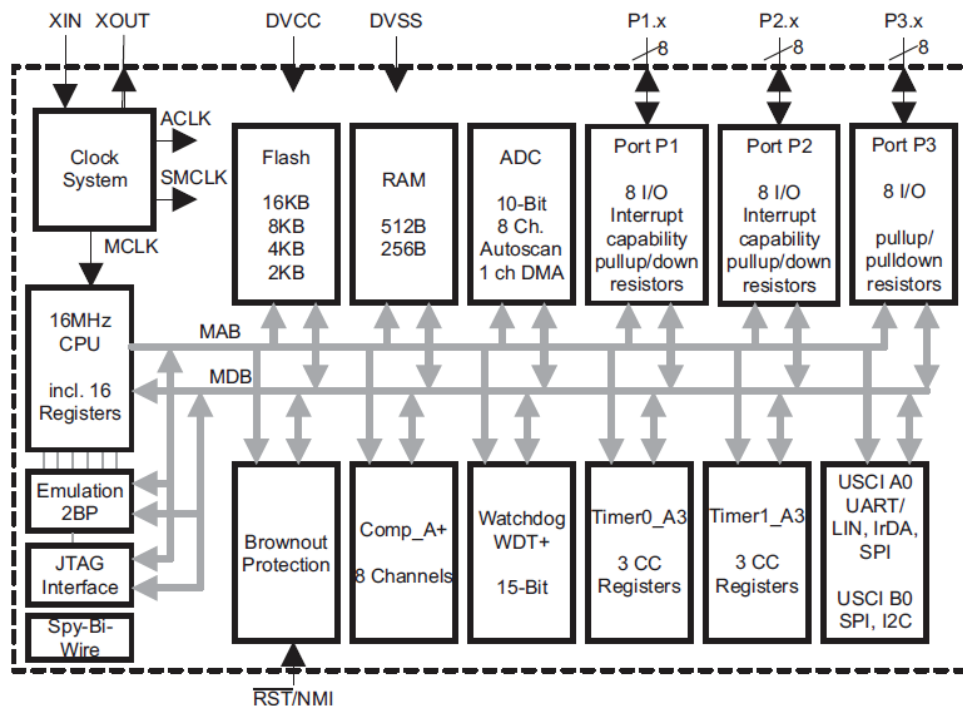 XIN XOUT DVCC DVSS P1.x P2.x P3.x
8 8 8
ACLK
SMCLK
MCLK
Clock
System
Flash
16KB
8KB
4KB
2KB
RAM
512B
256B
ADC
10-Bit
8 Ch.
Autoscan
1 ch DMA
Port P1
8 I/O
Interrupt
capability
pullup/down
resistors
Port P2
8 I/O
Interrupt
capability
pullup/down
resistors
Port P3
8 I/O
pullup/
pulldown
resistors
16MHz
CPU
incl. 16
Registers
MAB
MDB
Emulation
2BP
JTAG
Interface
Spy-Bi-
Wire
Brownout
Protection
Comp_A+
8 Channels
Watchdog
WDT+
15-Bit
Timer0_A3
3 CC
Registers
Timer1_A3
3 CC
Registers
USCI A0
UART/
LIN, IrDA,
SPI
USCI B0
SPI, I2C
RST/NMI